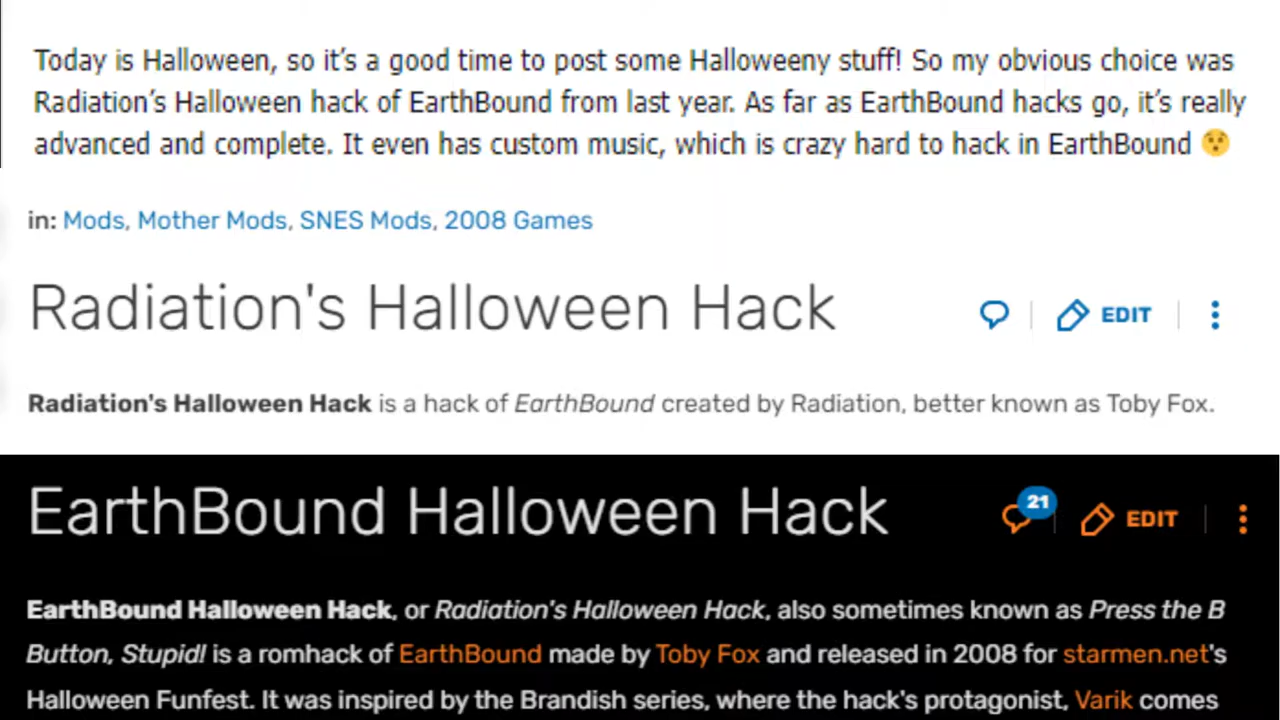 Today is Halloween, so it’s a good time to post some Halloweeny stuff! So my obvious choice was
Radiation’s Halloween hack of EarthBound from last year. As far as EarthBound hacks go, it’s really
advanced and complete. It even has custom music, which is crazy hard to hack in EarthBound 😯
in: Mods, Mother Mods, SNES Mods, 2008 Games
Radiation's Halloween Hack
EDIT
Radiation's Halloween Hack is a hack of EarthBound created by Radiation, better known as Toby Fox.
EarthBound Halloween Hack
21
EDIT
EarthBound Halloween Hack, or Radiation's Halloween Hack, also sometimes known as Press the B
Button, Stupid! is a romhack of EarthBound made by Toby Fox and released in 2008 for starmen.net's
Halloween Funfest. It was inspired by the Brandish series, where the hack's protagonist, Varik comes